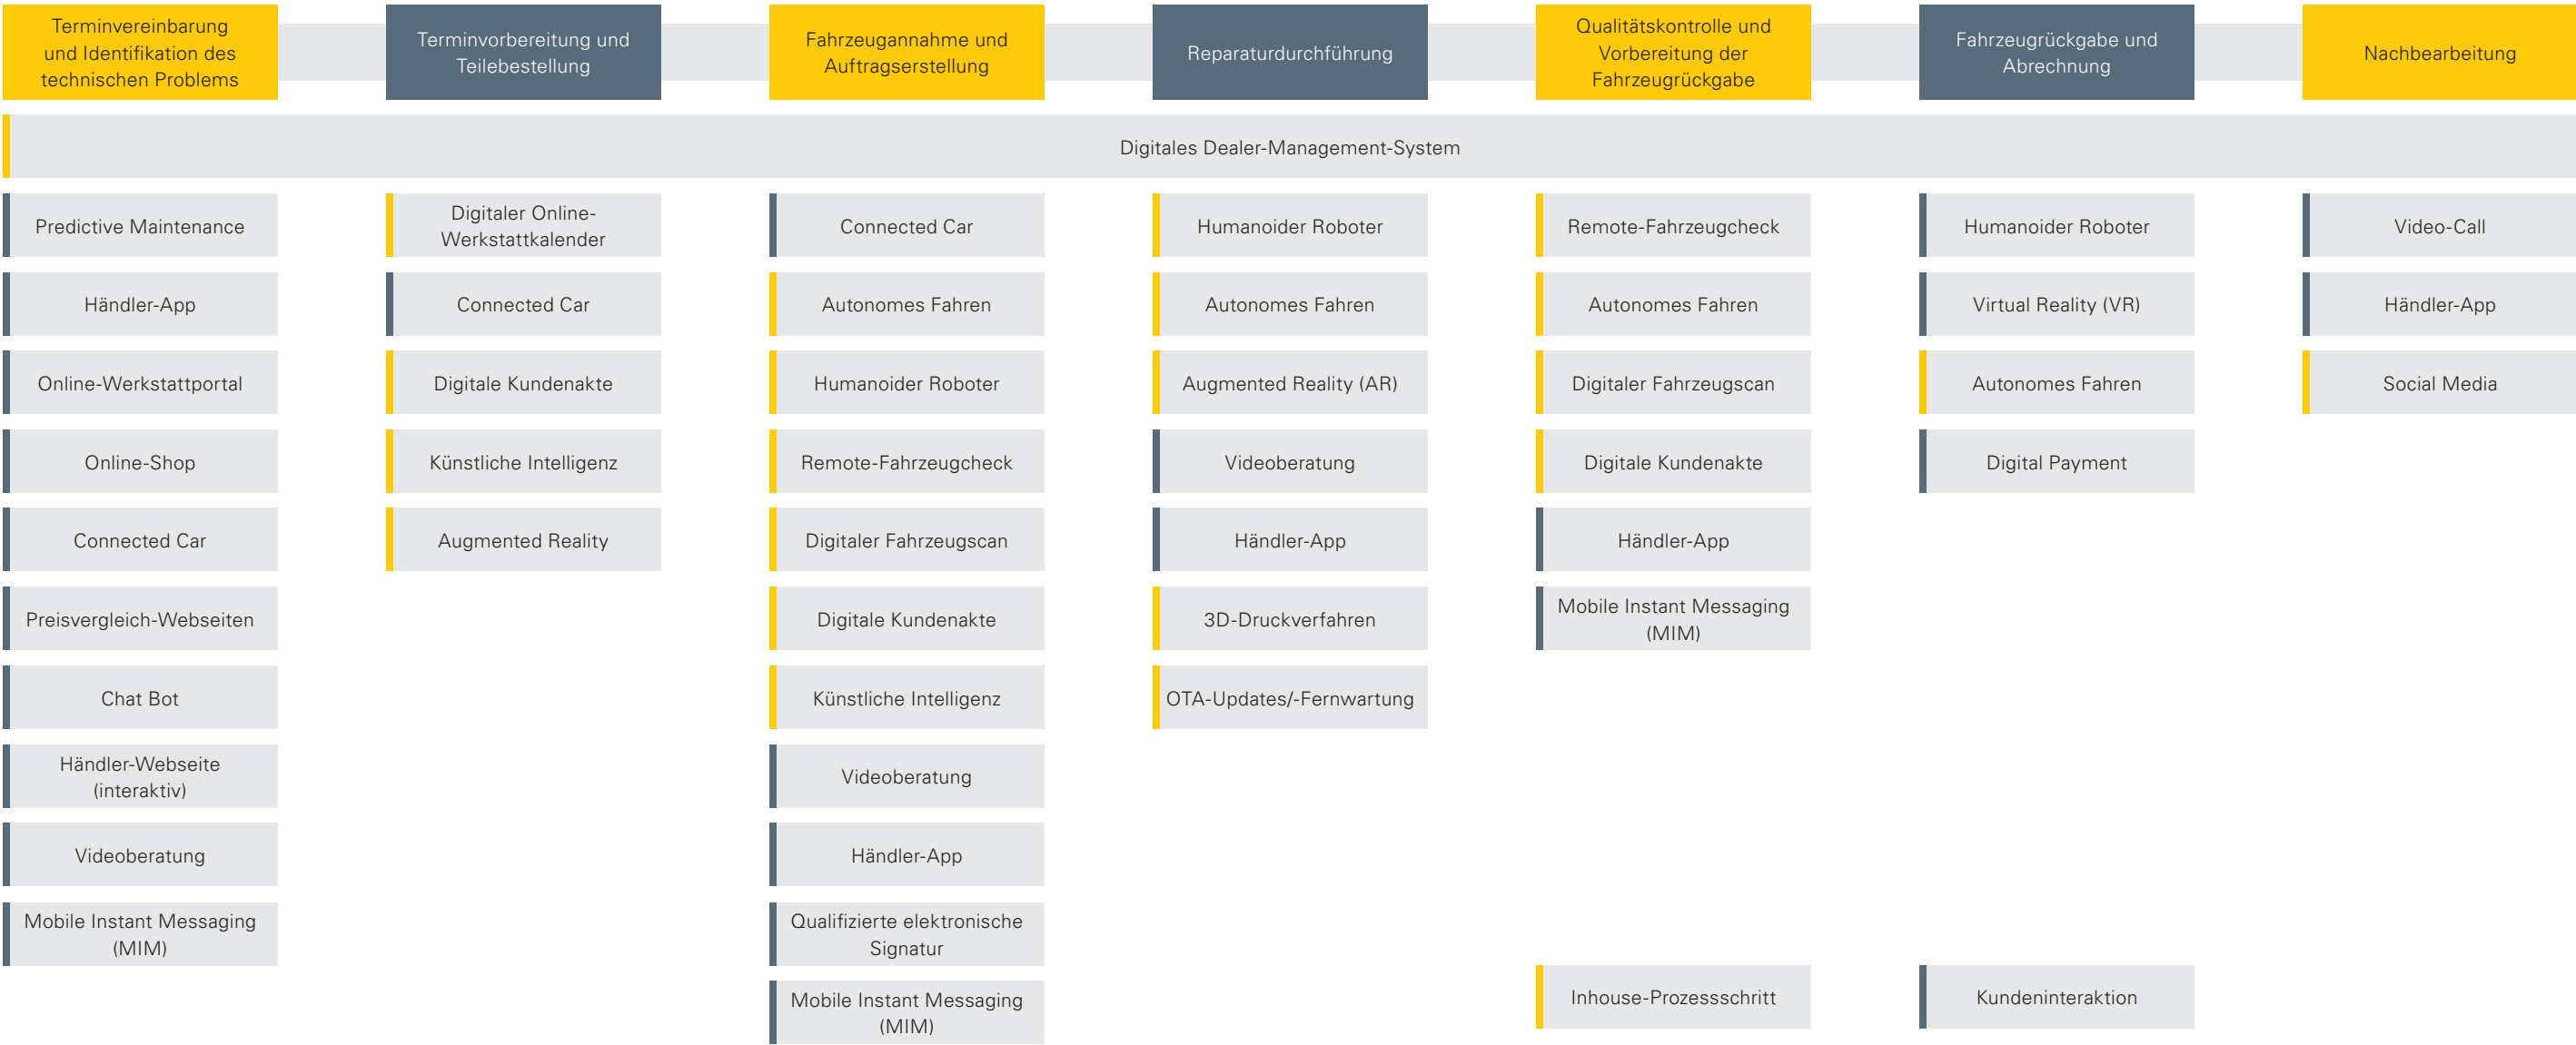 Terminvereinbarung
und Identifikation des
technischen Problems
Terminvorbereitung und
Teilebestellung
Fahrzeugannahme und
Auftragserstellung
Reparaturdurchführung
Qualitätskontrolle und
Vorbereitung der
Fahrzeugrückgabe
Fahrzeugrückgabe und
Abrechnung
Nachbearbeitung
Digitales Dealer-Management-System
Predictive Maintenance
Händler-App
Online-Werkstattportal
Online-Shop
Connected Car
Preisvergleich-Webseiten
Chat Bot
Händler-Webseite
(interaktiv)
Videoberatung
Mobile Instant Messaging
(MIM)
Digitaler Online-
Werkstattkalender
Connected Car
Digitale Kundenakte
Künstliche Intelligenz
Augmented Reality
Connected Car
Autonomes Fahren
Humanoider Roboter
Remote-Fahrzeugcheck
Digitaler Fahrzeugscan
Digitale Kundenakte
Künstliche Intelligenz
Videoberatung
Händler-App
Qualifizierte elektronische
Signatur
Mobile Instant Messaging
(MIM)
Humanoider Roboter
Autonomes Fahren
Augmented Reality (AR)
Videoberatung
Händler-App
3D-Druckverfahren
OTA-Updates/-Fernwartung
Remote-Fahrzeugcheck
Autonomes Fahren
Digitaler Fahrzeugscan
Digitale Kundenakte
Händler-App
Mobile Instant Messaging
(MIM)
Humanoider Roboter
Virtual Reality (VR)
Autonomes Fahren
Digital Payment
Video-Call
Händler-App
Social Media
Inhouse-Prozessschritt
Kundeninteraktion